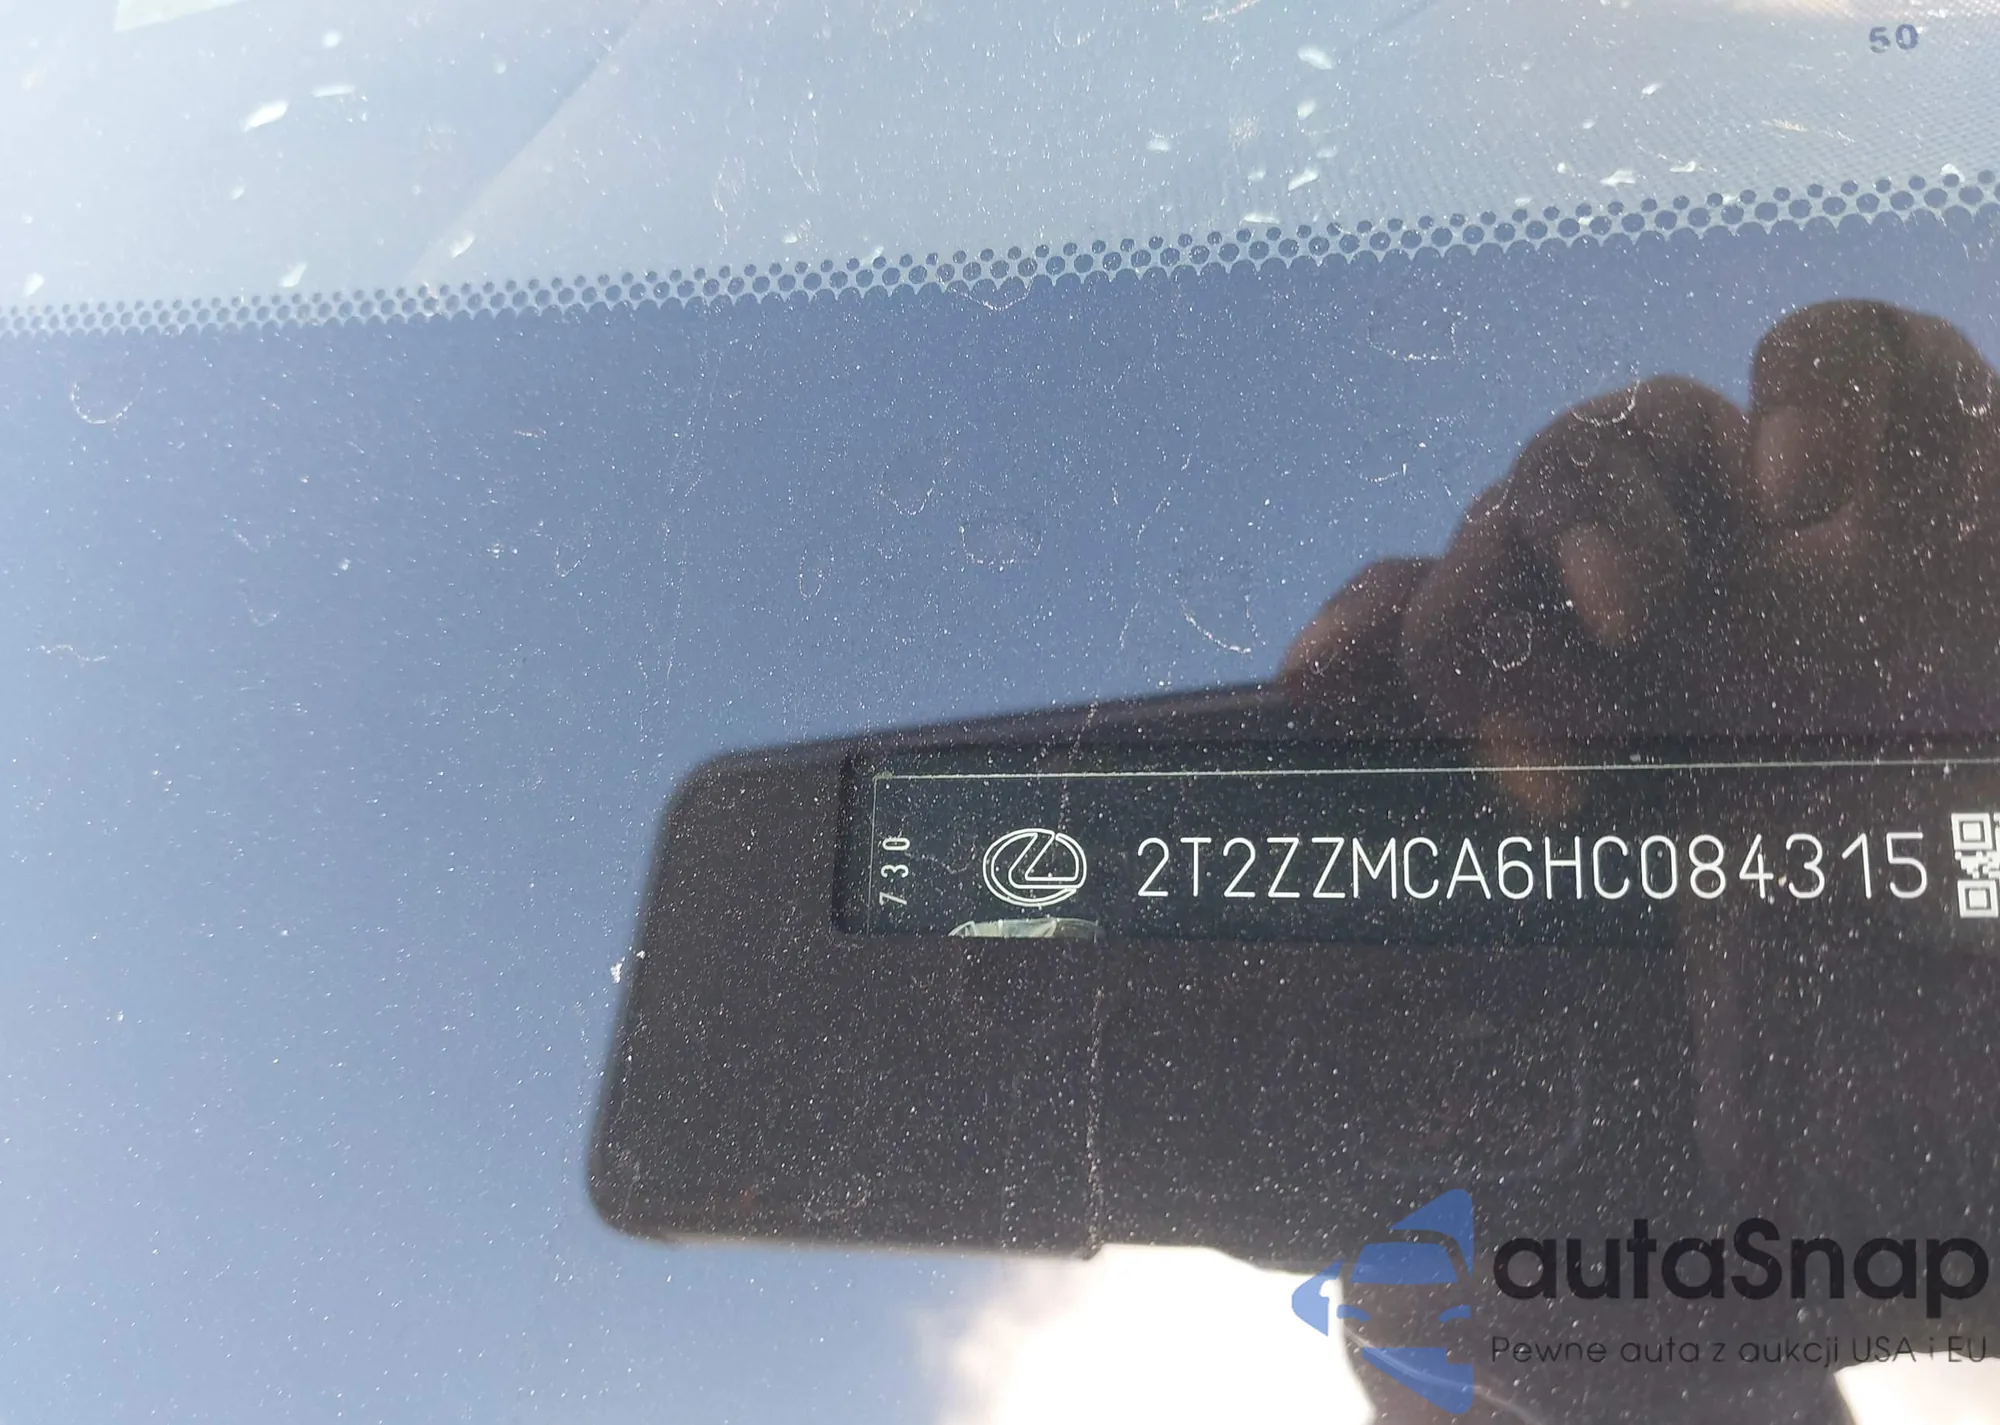 50
730
2T2ZZMCA6HC084315
autaSnap
Pewne auta z aukcji USA i EU